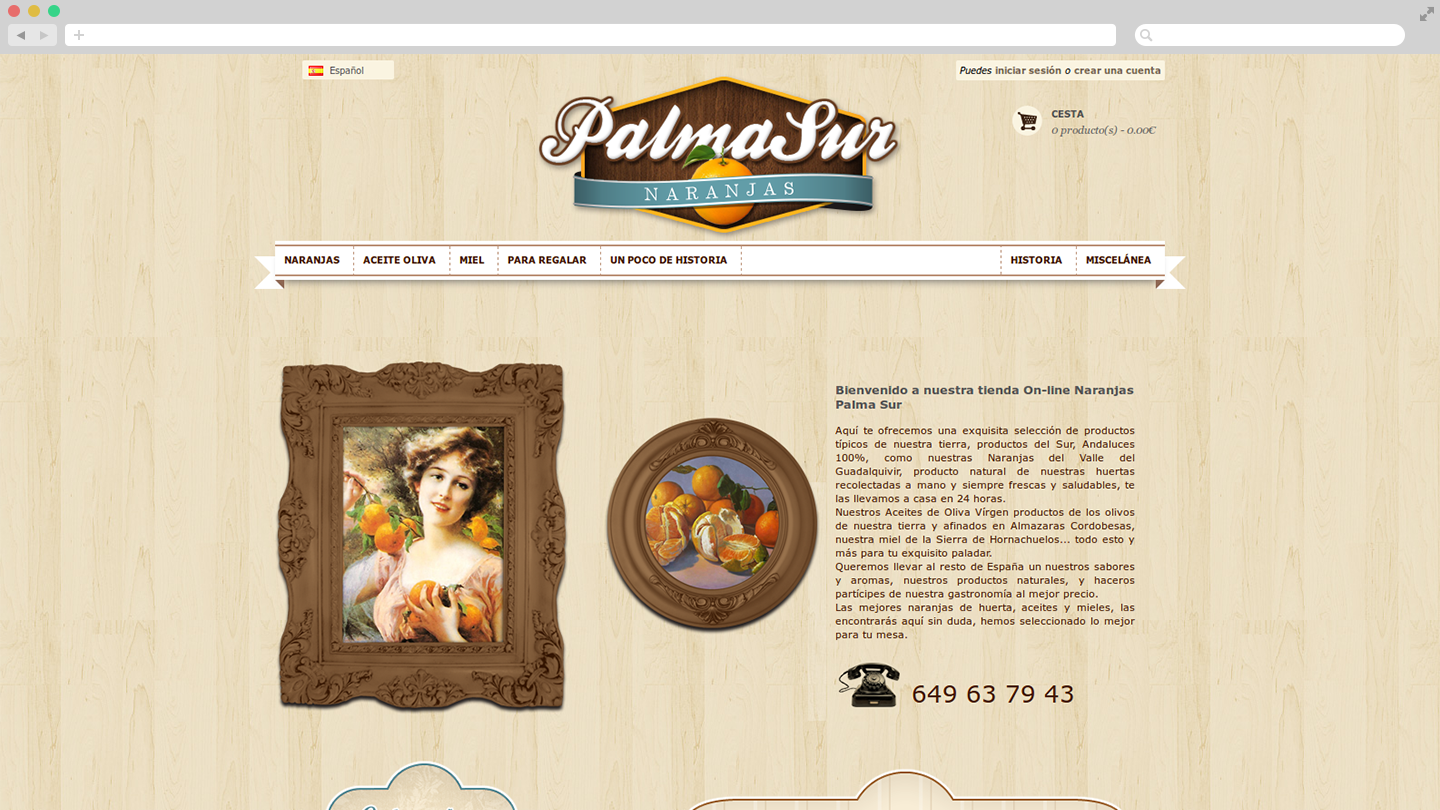 Español
Puedes iniciar sesión o crear una cuenta
PalmaSur
NARANJAS
CESTA
0 producto(s) - 0.00€
NARANJAS
ACEITE OLIVA
MIEL
PARA REGALAR
UN POCO DE HISTORIA
HISTORIA
MISCELÁNEA
Bienvenido a nuestra tienda On-line Naranjas
Palma Sur
Aquí te ofrecemos una exquisita selección de productos
típicos de nuestra tierra, productos del Sur, Andaluces
100%, como nuestras Naranjas del Valle del
Guadalquivir, producto natural de nuestras huertas
recolectadas a mano y siempre frescas y saludables, te
las llevamos a casa en 24 horas.
Nuestros Aceites de Oliva Vírgen productos de los olivos
de nuestra tierra y afinados en Almazaras Cordobesas,
nuestra miel de la Sierra de Hornachuelos... todo esto y
más para tu exquisito paladar.
Queremos llevar al resto de España un nuestros sabores
y aromas, nuestros productos naturales, y haceros
partícipes de nuestra gastronomía al mejor precio.
Las mejores naranjas de huerta, aceites y mieles, las
encontrarás aquí sin duda, hemos seleccionado lo mejor
para tu mesa.
649 63 79 43